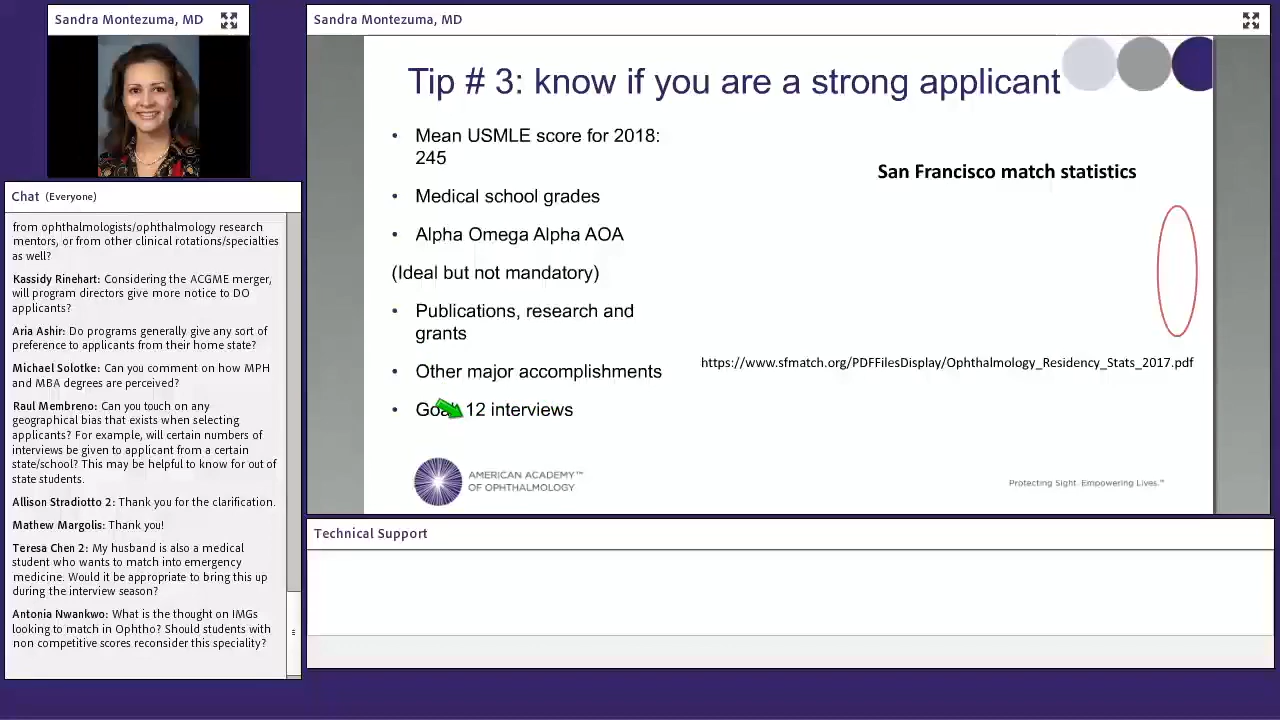 Sandra Montezuma, MD
Sandra Montezuma, MD
Chat (Everyone)
from ophthalmologists/ophthalmology research
mentors, or from other clinical rotations/specialties
as well?
Kassidy Rinehart: Considering the ACGME merger,
will program directors give more notice to DO
applicants?
Aria Ashir: Do programs generally give any sort of
preference to applicants from their home state?
Michael Solotke: Can you comment on how MPH
and MBA degrees are perceived?
Raul Membreno: Can you touch on any
geographical bias that exists when selecting
applicants? For example, will certain numbers of
interviews be given to applicant from a certain
state/school? This may be helpful to know for out of
state students.
Allison Stradiotto 2: Thank you for the clarification.
Mathew Margolis: Thank you!
Teresa Chen 2: My husband is also a medical
student who wants to match into emergency
medicine. Would it be appropriate to bring this up
during the interview season?
Antonia Nwankwo: What is the thought on IMGs
looking to match in Ophtho? Should students with
non competitive scores reconsider this speciality?
Tip # 3: know if you are a strong applicant
• Mean USMLE score for 2018:
245
• Medical school grades
• Alpha Omega Alpha AOA
(Ideal but not mandatory)
• Publications, research and
grants
• Other major accomplishments
• Goal 12 interviews
San Francisco match statistics
https://www.sfmatch.org/PDFFilesDisplay/Ophthalmology_Residency_Stats_2017.pdf
AMERICAN ACADEMY™
OF OPHTHALMOLOGY
Protecting Sight. Empowering Lives.™
Technical Support